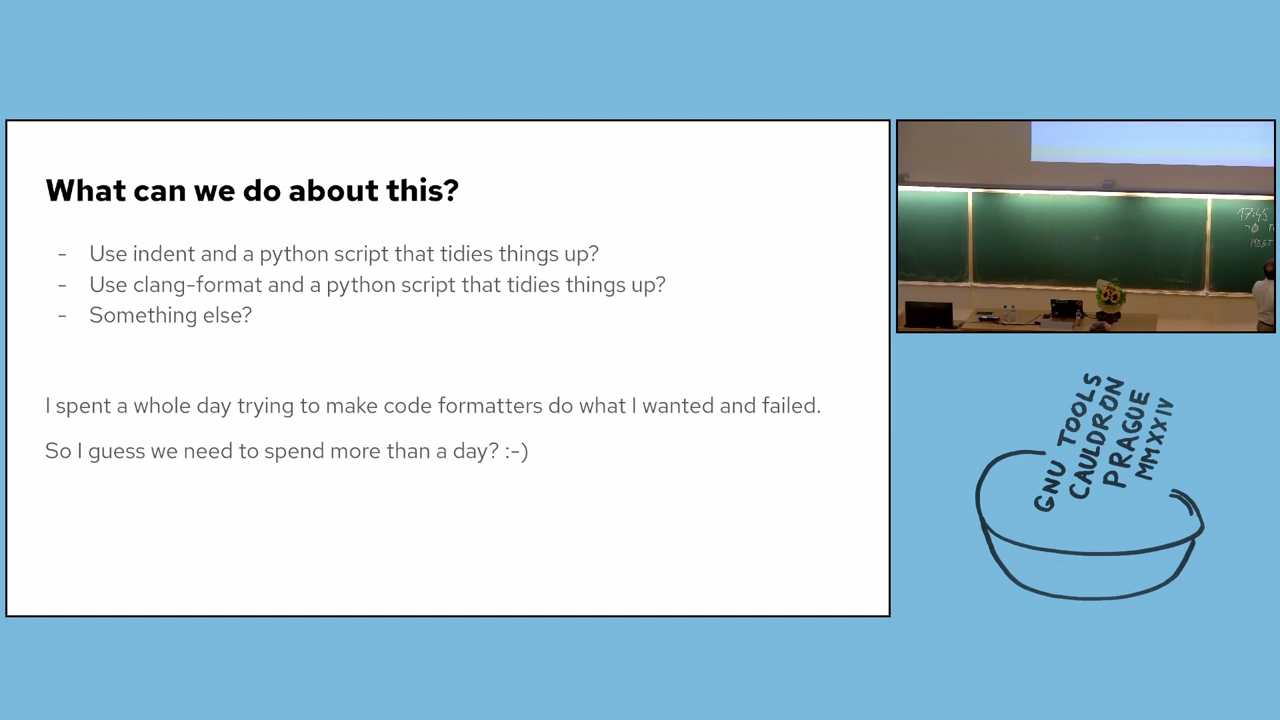 What can we do about this?
- Use indent and a python script that tidies things up?
- Use clang-format and a python script that tidies things up?
- Something else?
I spent a whole day trying to make code formatters do what I wanted and failed.
So I guess we need to spend more than a day? :-)
17:45
GNU TOOLS
CAULDRON
PRAGUE
MMXXIV